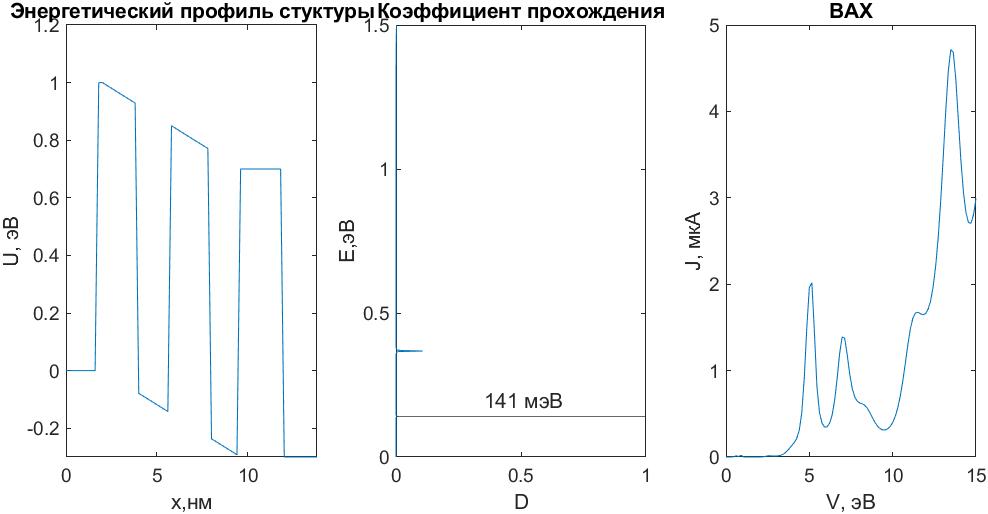 Энергетический профиль стуктуры
U, эВ
1.2
1
0.8
0.6
0.4
0.2
0
-0.2
0
5
10
x,нм
Коэффициент прохождения
E,эВ
1.5
1
0.5
0
141 мэВ
0
0.5
1
D
ВАХ
J, мкА
5
4
3
2
1
0
0
5
10
15
V, эВ